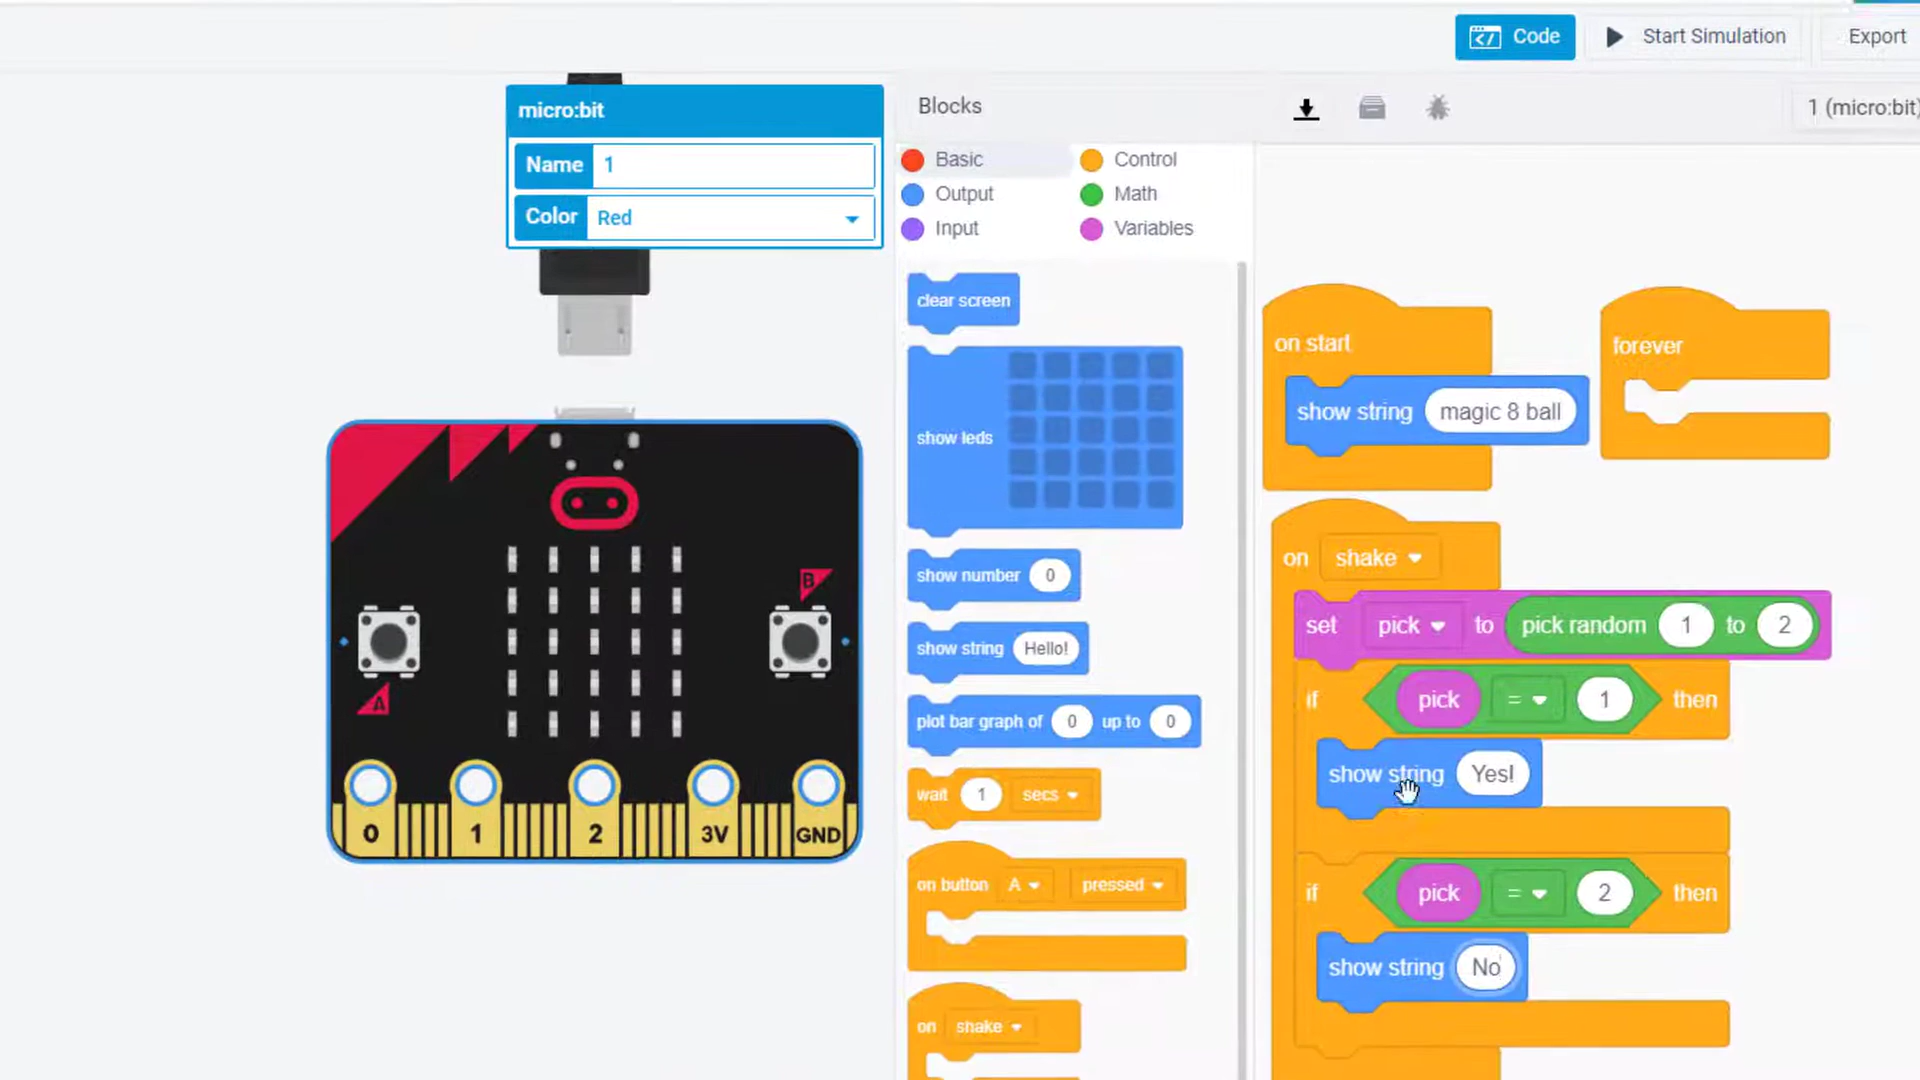 Code
Start Simulation
Export
micro:bit
Name 1
Color Red
Blocks
1 (micro:bit)
Basic
Control
Output
Math
Input
Variables
clear screen
show leds
show number 0
show string Hello!
plot bar graph of 0 up to 0
wait 1 secs
on button A pressed
on shake
on start
show string magic 8 ball
forever
on shake
set pick to pick random 1 to 2
if pick = 1 then
show string Yes!
if pick = 2 then
show string No
A
B
0 1 2 3V GND